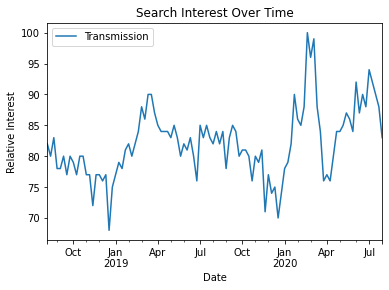 Search Interest Over Time
Transmission
Relative Interest
100
95
90
85
80
75
70
Oct
Jan
2019
Apr
Jul
Oct
Jan
2020
Apr
Jul
Date